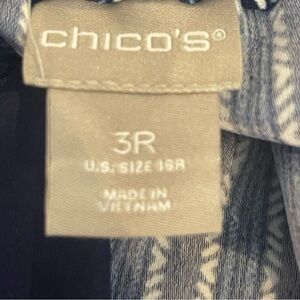 chico's®
3R
U.S. SIZE 16R
MADE IN
VIETNAM